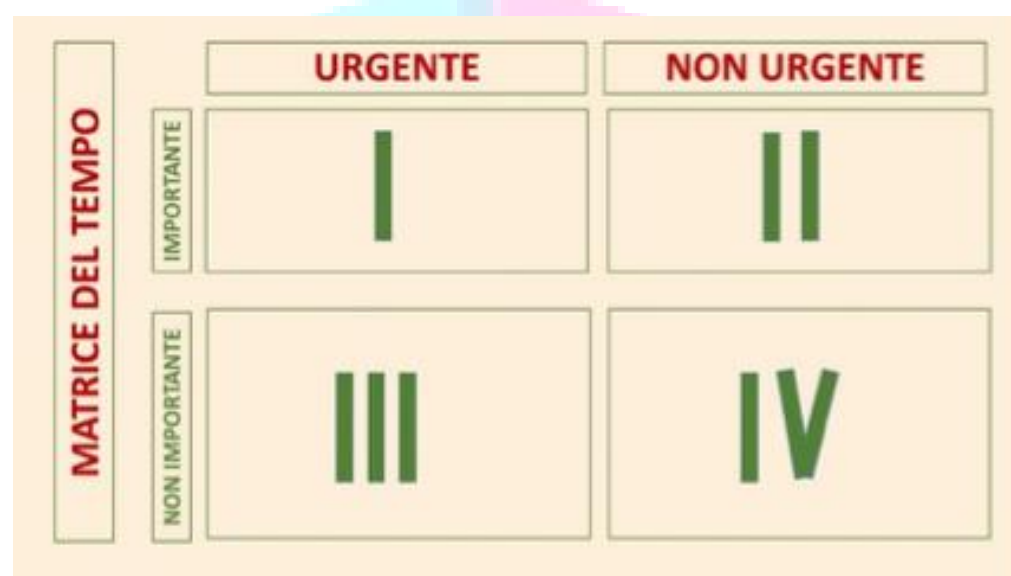 MATRICE DEL TEMPO
URGENTE
NON URGENTE
IMPORTANTE
I
II
NON IMPORTANTE
III
IV